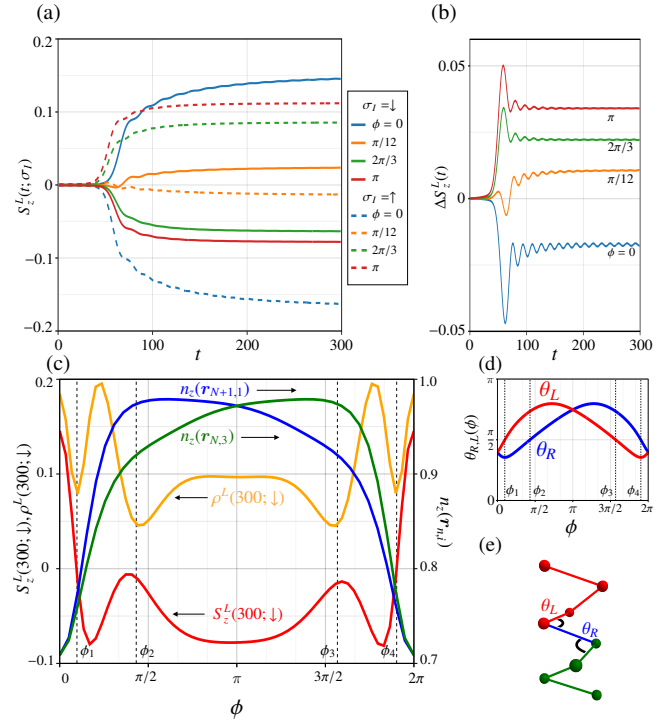 (a)
0.2
0.1
0
−0.1
−0.2
S_z^L(t;σ_I)
0
100
200
300
t
σ_I =↓
ϕ = 0
π/12
2π/3
π
σ_I =↑
ϕ = 0
π/12
2π/3
π
(b)
0.05
0
−0.05
ΔS_z^L(t)
π
2π/3
π/12
ϕ = 0
0
100
200
300
t
(c)
0.2
0.1
0
−0.1
S_z^L(300;↓), ρ^L(300;↓)
n_z(r_{N+1,1})
n_z(r_{N,3})
ρ^L(300;↓)
S_z^L(300;↓)
ϕ_1
ϕ_2
ϕ_3
ϕ_4
1.0
0.9
0.8
0.7
n_z(r_{n,i})
0
π/2
π
3π/2
2π
ϕ
(d)
π
π/2
0
θ_{R,L}(ϕ)
θ_L
θ_R
ϕ_1
ϕ_2
ϕ_3
ϕ_4
0
π/2
π
3π/2
2π
ϕ
(e)
θ_L
θ_R